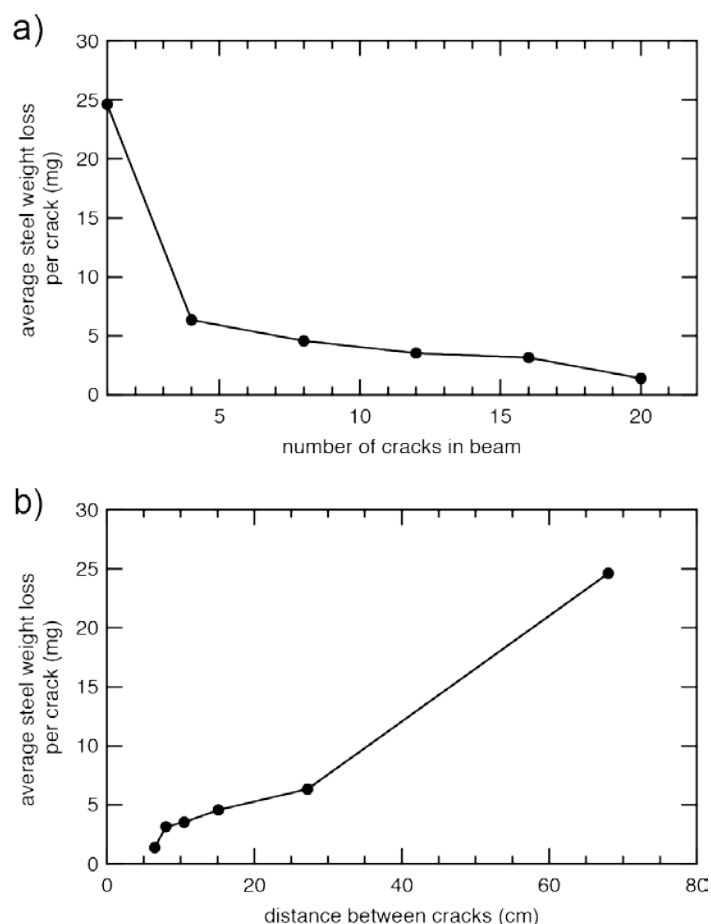 a)
30
25
20
15
10
5
0
average steel weight loss
per crack (mg)
5 10 15 20
number of cracks in beam
b)
30
25
20
15
10
5
0
average steel weight loss
per crack (mg)
0 20 40 60 80
distance between cracks (cm)